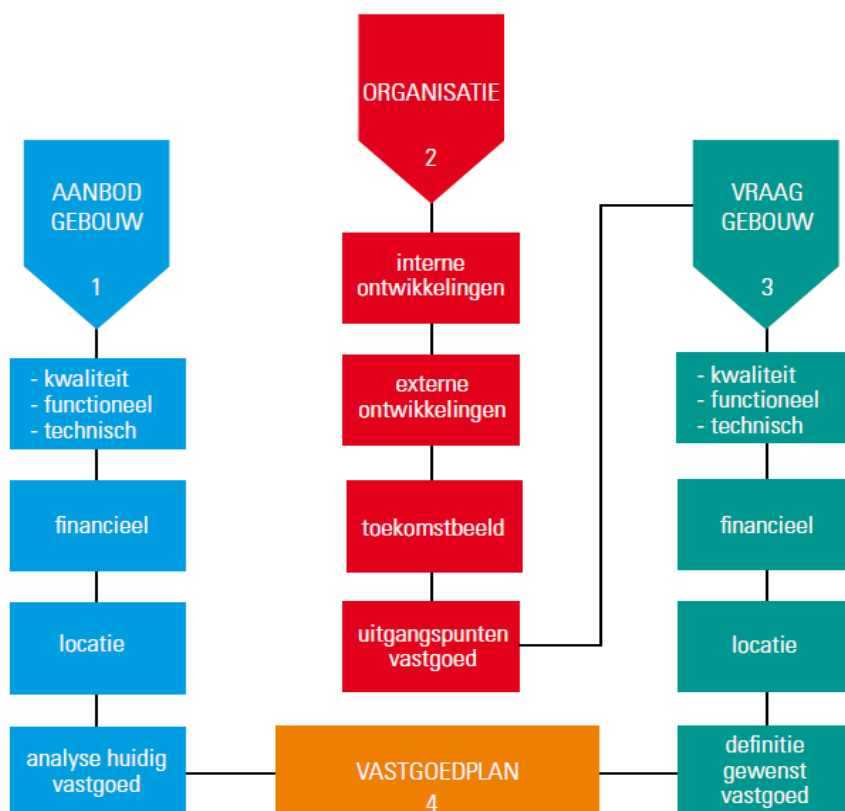 AANBOD
GEBOUW
1
- kwaliteit
- functioneel
- technisch
financieel
locatie
analyse huidig
vastgoed
ORGANISATIE
2
interne
ontwikkelingen
externe
ontwikkelingen
toekomstbeeld
uitgangspunten
vastgoed
VRAAG
GEBOUW
3
- kwaliteit
- functioneel
- technisch
financieel
locatie
definitie
gewenst
vastgoed
VASTGOEDPLAN
4